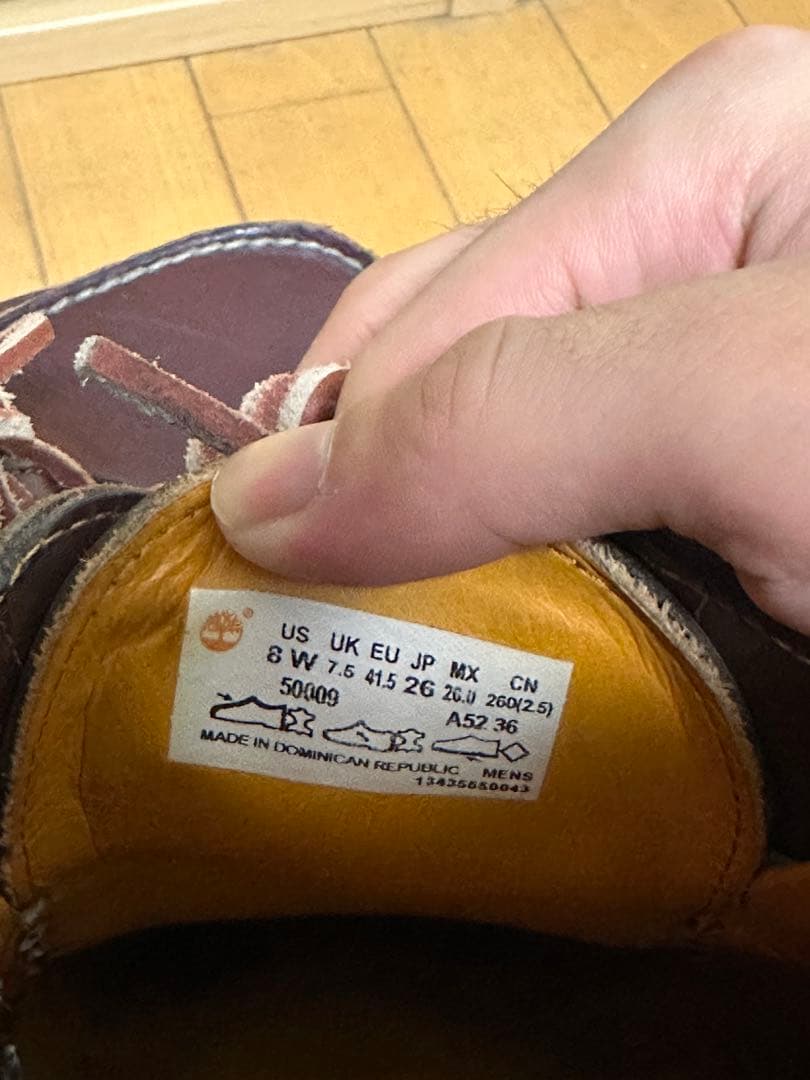 ®
US UK EU JP MX CN
8 W 7.5 41.5 26 26.0 260(2.5)
50009 A52 36
MADE IN DOMINICAN REPUBLIC MENS